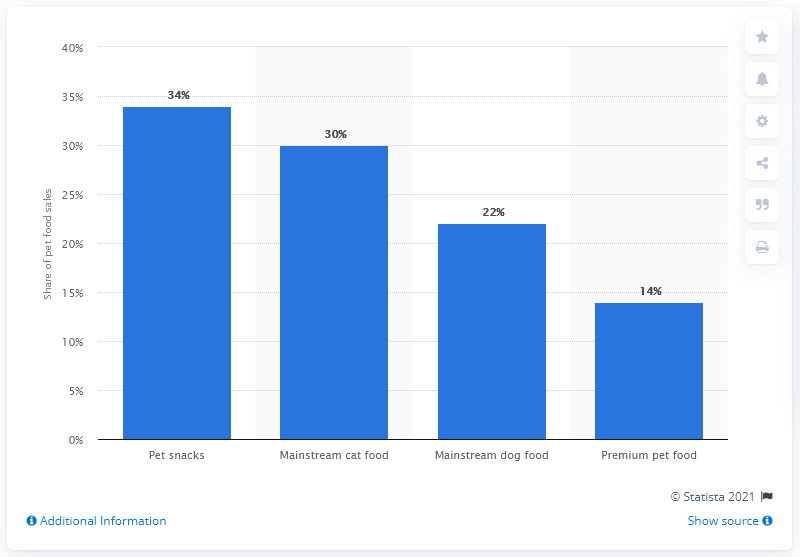 40%
35%
30%
25%
20%
15%
10%
5%
0%
Share of pet food sales
34%
30%
22%
14%
Pet snacks
Mainstream cat food
Mainstream dog food
Premium pet food
© Statista 2021
Additional Information
Show source